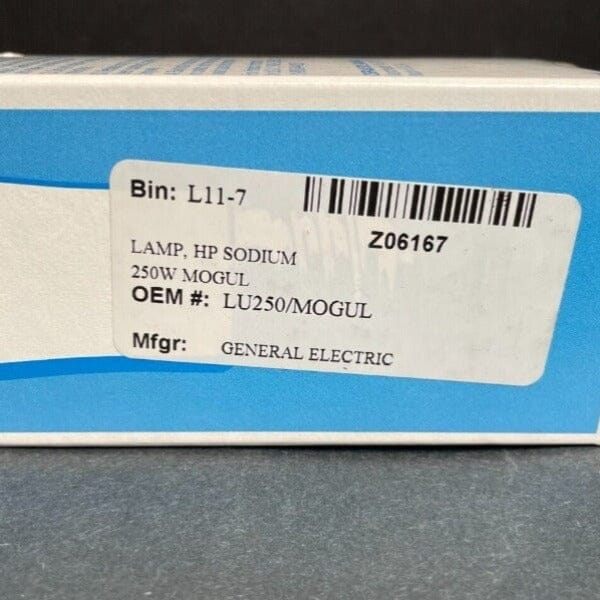 Bin: L11-7
Z06167
LAMP, HP SODIUM
250W MOGUL
OEM #: LU250/MOGUL
Mfgr: GENERAL ELECTRIC